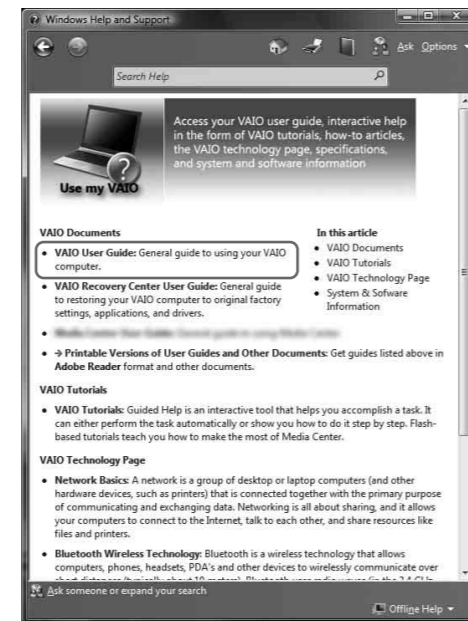 Windows Help and Support
Ask Options
Search Help
Access your VAIO user guide, interactive help
in the form of VAIO tutorials, how-to articles,
the VAIO technology page, specifications,
and system and software information
Use my VAIO
VAIO Documents
• VAIO User Guide: General guide to using your VAIO
computer.
• VAIO Recovery Center User Guide: General guide
to restoring your VAIO computer to original factory
settings, applications, and drivers.
• Media Center User Guide: General guide to using Media Center
• → Printable Versions of User Guides and Other Documents: Get guides listed above in
Adobe Reader format and other documents.
In this article
• VAIO Documents
• VAIO Tutorials
• VAIO Technology Page
• System & Sofware
Information
VAIO Tutorials
• VAIO Tutorials: Guided Help is an interactive tool that helps you accomplish a task. It
can either perform the task automatically or show you how to do it step by step. Flash-
based tutorials teach you how to make the most of Media Center.
VAIO Technology Page
• Network Basics: A network is a group of desktop or laptop computers (and other
hardware devices, such as printers) that is connected together with the primary purpose
of communicating and exchanging data. Networking is all about sharing, and it allows
your computers to connect to the Internet, talk to each other, and share resources like
files and printers.
• Bluetooth Wireless Technology: Bluetooth is a wireless technology that allows
computers, phones, headsets, PDA's and other devices to wirelessly communicate over
Ask someone or expand your search
Offline Help